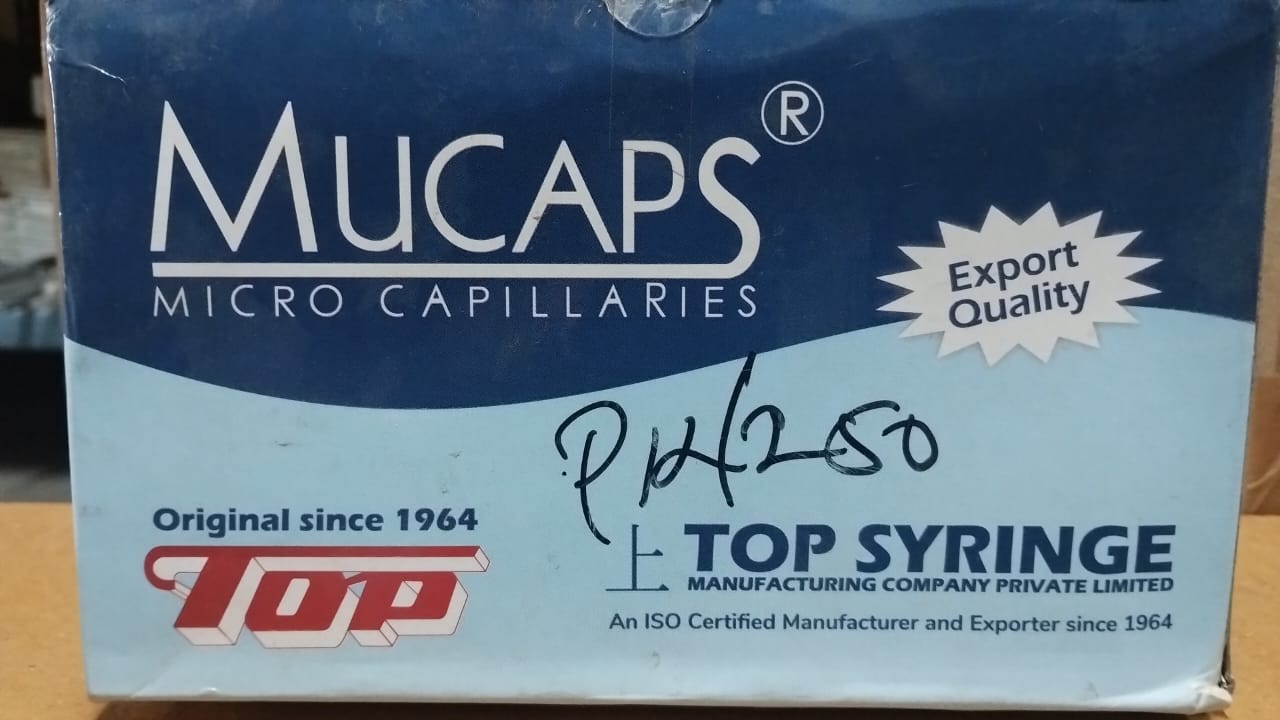 MUCAPS®
MICRO CAPILLARIES
Export
Quality
Original since 1964
TOP
上 TOP SYRINGE
MANUFACTURING COMPANY PRIVATE LIMITED
An ISO Certified Manufacturer and Exporter since 1964